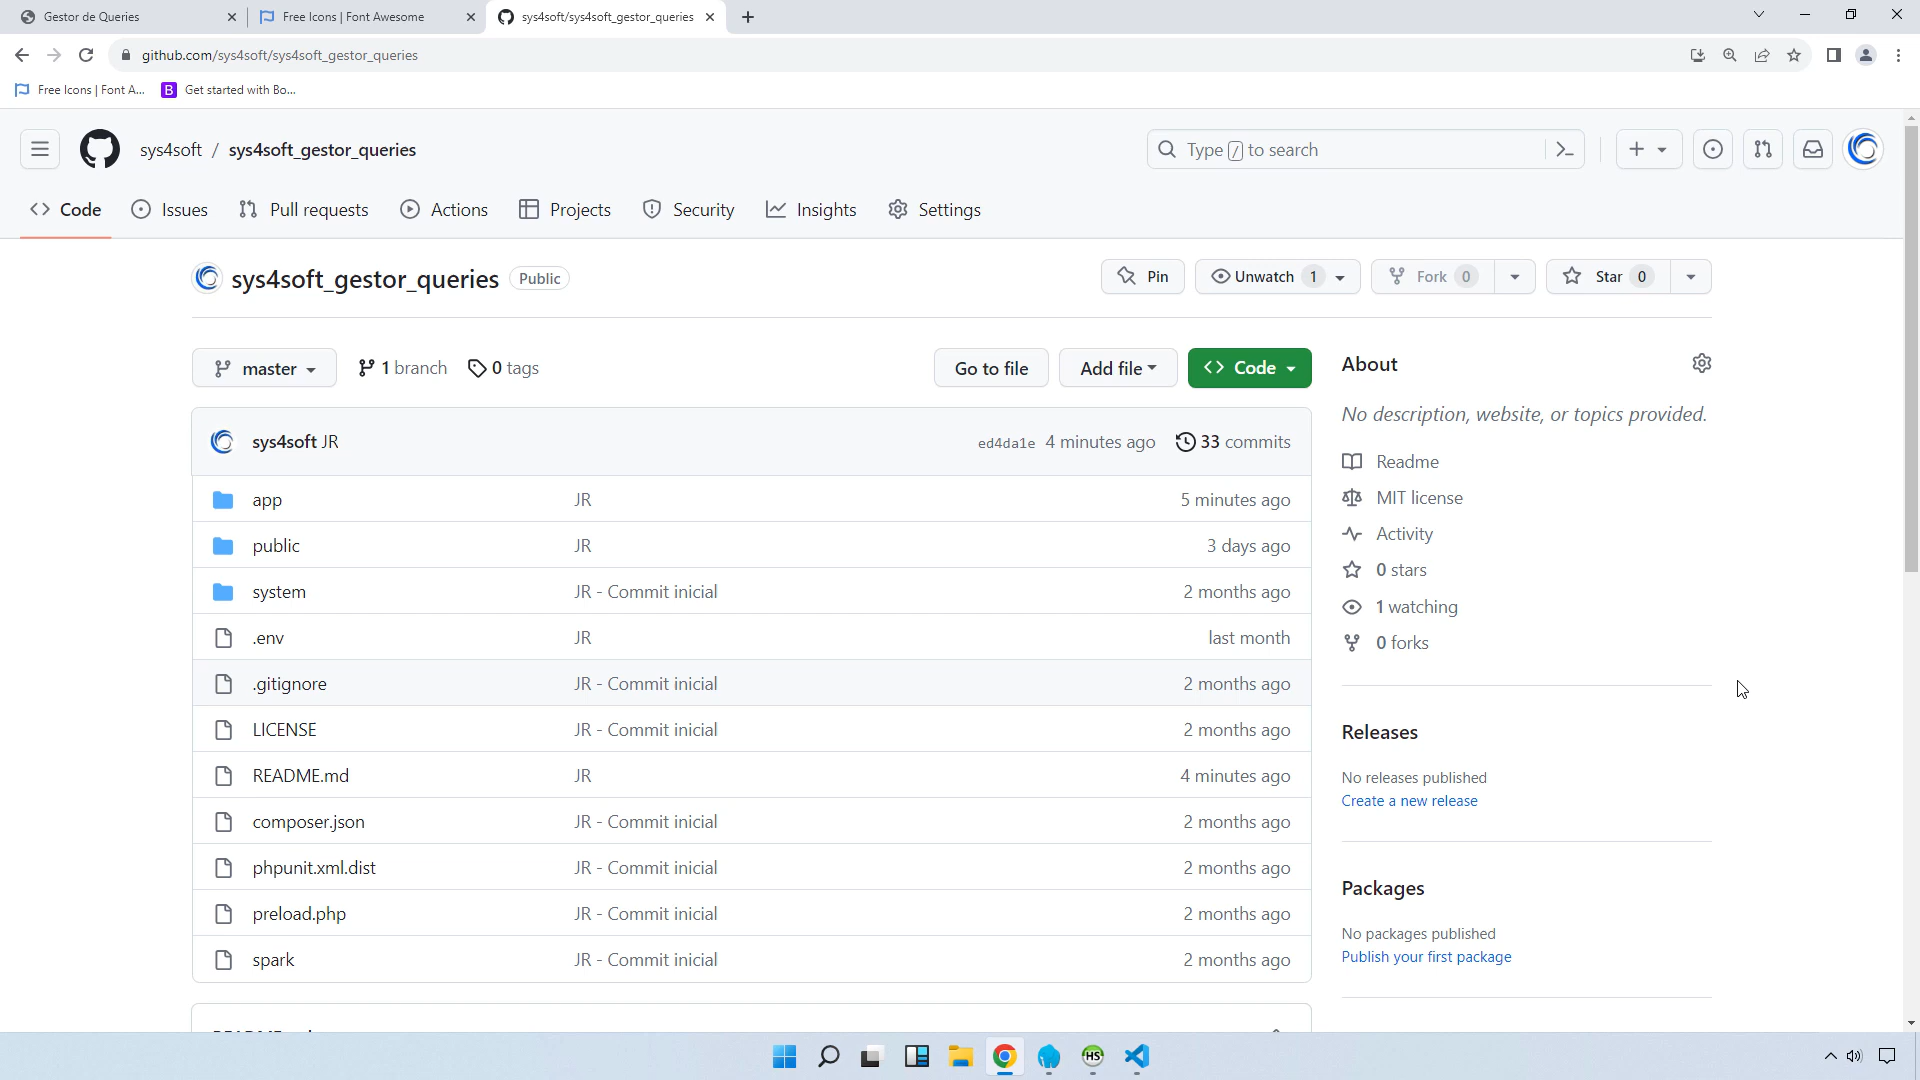 Gestor de Queries
Free Icons | Font Awesome
sys4soft/sys4soft_gestor_queries
github.com/sys4soft/sys4soft_gestor_queries
Free Icons | Font A...
B Get started with Bo...
sys4soft / sys4soft_gestor_queries
Type / to search
Code
Issues
Pull requests
Actions
Projects
Security
Insights
Settings
sys4soft_gestor_queries Public
Pin
Unwatch 1
Fork 0
Star 0
master
1 branch
0 tags
Go to file
Add file
Code
sys4soft JR ed4da1e 4 minutes ago 33 commits
app JR 5 minutes ago
public JR 3 days ago
system JR - Commit inicial 2 months ago
.env JR last month
.gitignore JR - Commit inicial 2 months ago
LICENSE JR - Commit inicial 2 months ago
README.md JR 4 minutes ago
composer.json JR - Commit inicial 2 months ago
phpunit.xml.dist JR - Commit inicial 2 months ago
preload.php JR - Commit inicial 2 months ago
spark JR - Commit inicial 2 months ago
About
No description, website, or topics provided.
Readme
MIT license
Activity
0 stars
1 watching
0 forks
Releases
No releases published
Create a new release
Packages
No packages published
Publish your first package
HS